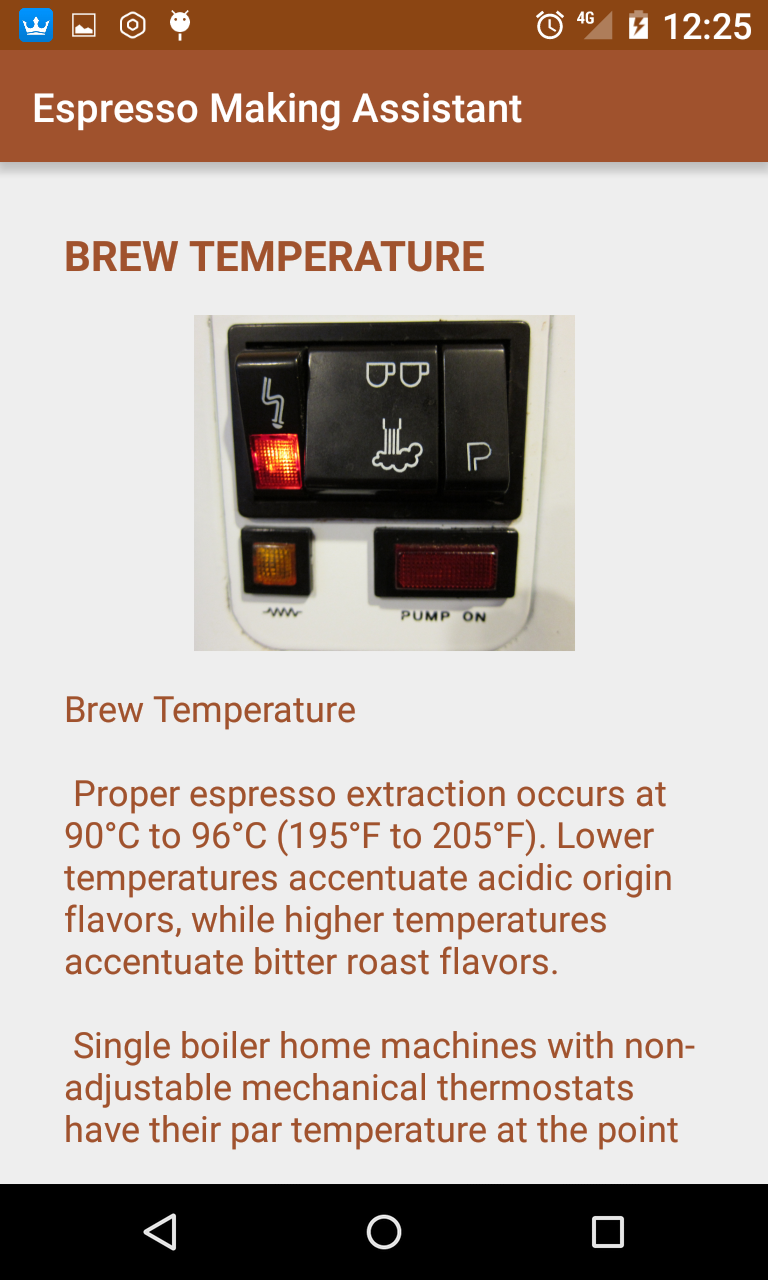 4G 12:25
Espresso Making Assistant
BREW TEMPERATURE
P
PUMP ON
Brew Temperature
Proper espresso extraction occurs at
90°C to 96°C (195°F to 205°F). Lower
temperatures accentuate acidic origin
flavors, while higher temperatures
accentuate bitter roast flavors.
Single boiler home machines with non-
adjustable mechanical thermostats
have their par temperature at the point